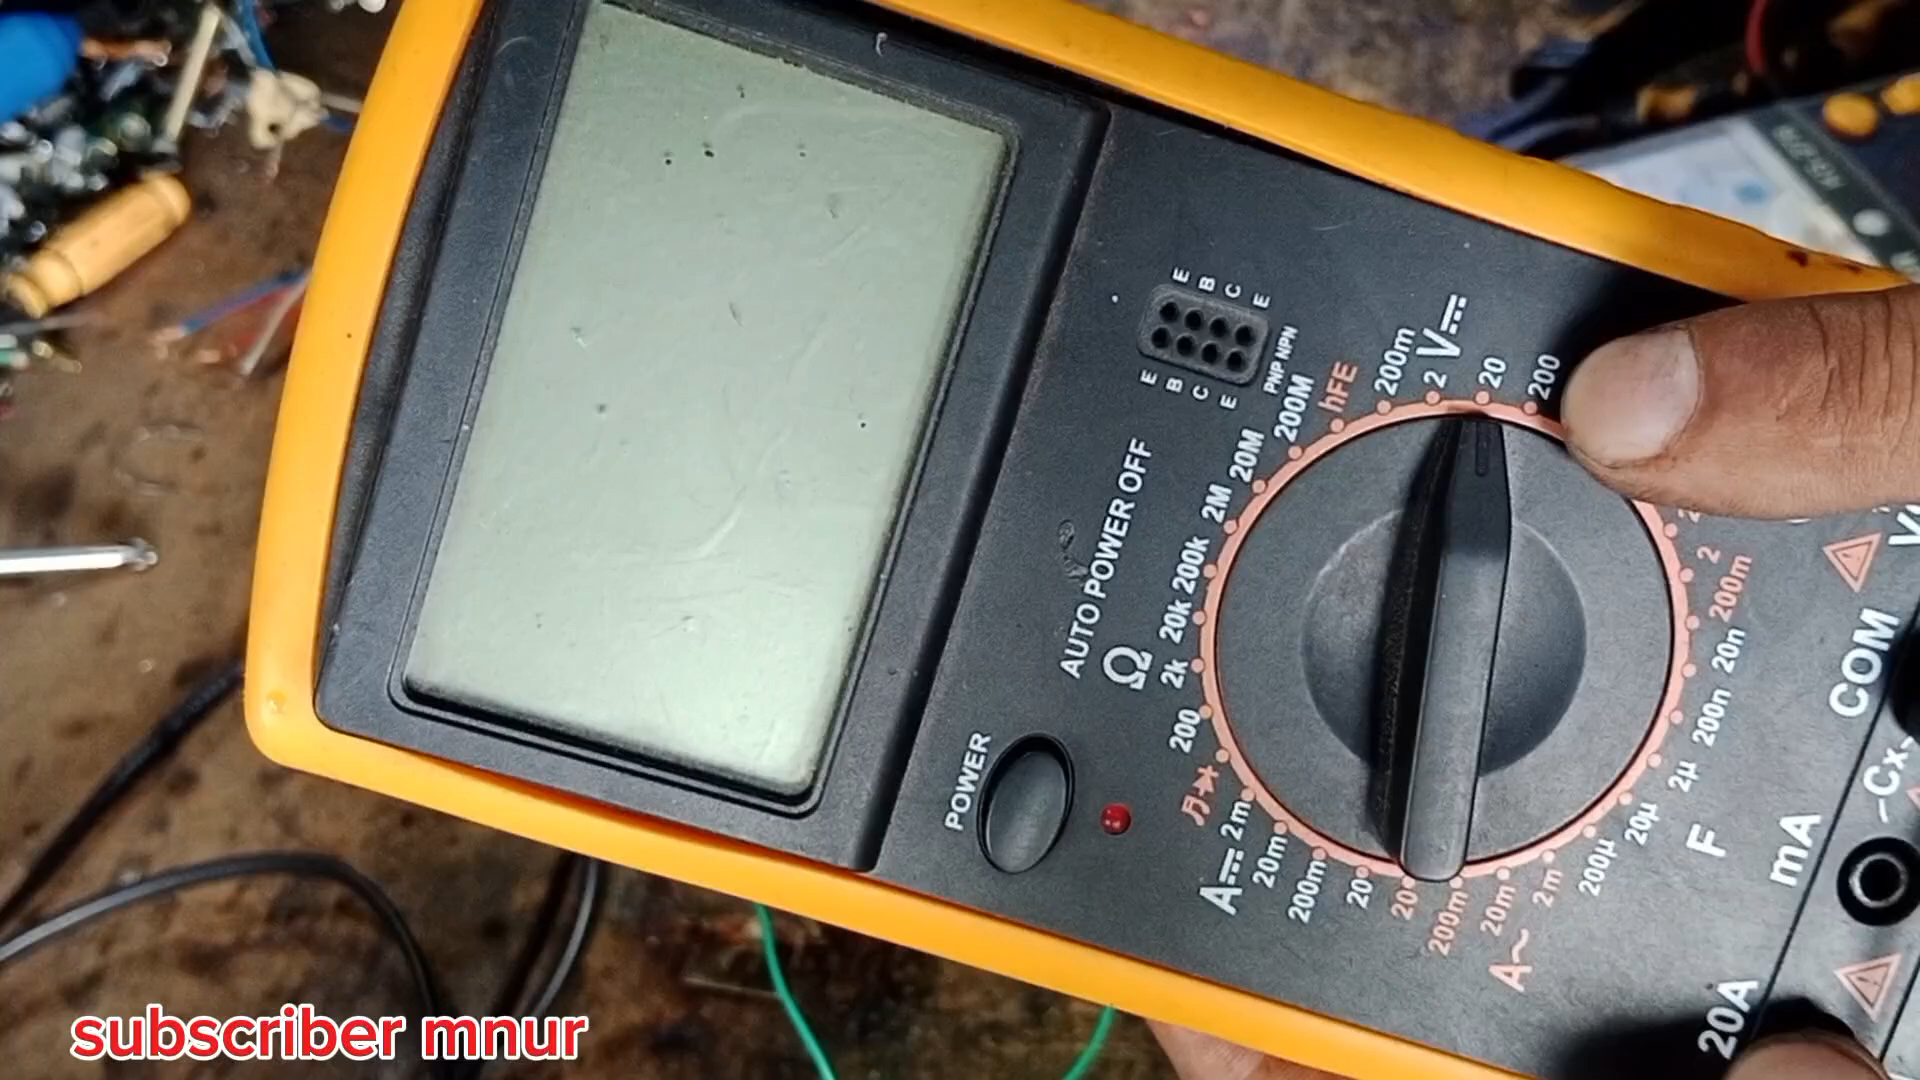 E B C E
E B C E
PNP NPN
AUTO POWER OFF
POWER
Ω
200
2k
20k
200k
2M
20M
200M
hFE
200m
2
V
20
200
2
200m
20n
200n
2µ
20µ
200µ
F
2m
20m
200m
20
A~
20
200m
20m
2m
A
COM
Cx
mA
20A
subscriber mnur